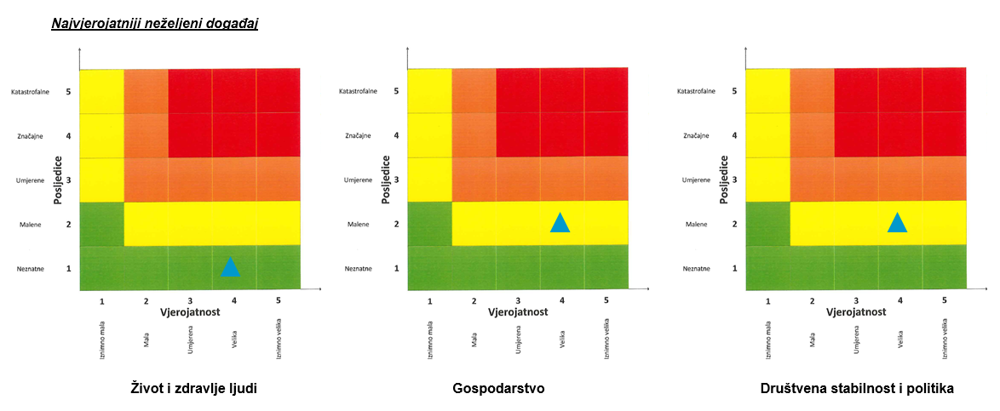 Najvjerojatniji neželjeni događaj
Posljedice
Katastrofalne 5
Značajne 4
Umjerene 3
Malene 2
Neznatne 1
1 2 3 4 5
Vjerojatnost
Iznimno mala
Mala
Umjerena
Velika
Iznimno velika
Život i zdravlje ljudi
Posljedice
Katastrofalne 5
Značajne 4
Umjerene 3
Malene 2
Neznatne 1
1 2 3 4 5
Vjerojatnost
Iznimno mala
Mala
Umjerena
Velika
Iznimno velika
Gospodarstvo
Posljedice
Katastrofalne 5
Značajne 4
Umjerene 3
Malene 2
Neznatne 1
1 2 3 4 5
Vjerojatnost
Iznimno mala
Mala
Umjerena
Velika
Iznimno velika
Društvena stabilnost i politika